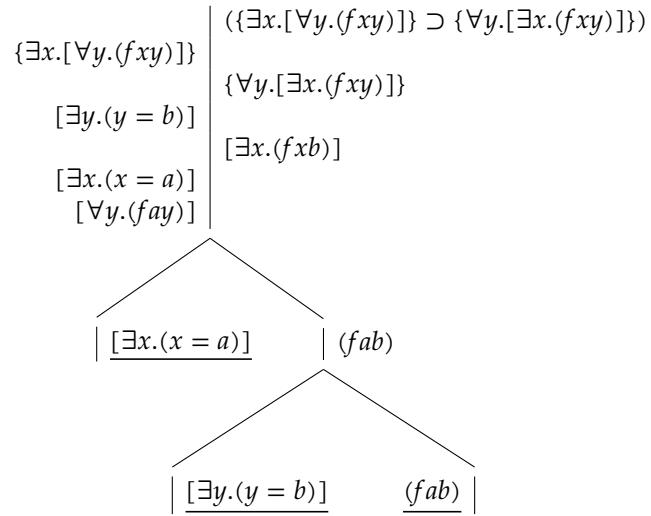 ({∃x.[∀y.(fxy)]} ⊃ {∀y.[∃x.(fxy)]})
{∃x.[∀y.(fxy)]}
{∀y.[∃x.(fxy)]}
[∃y.(y = b)]
[∃x.(fxb)]
[∃x.(x = a)]
[∀y.(fay)]
[∃x.(x = a)] (fab)
[∃y.(y = b)] (fab)